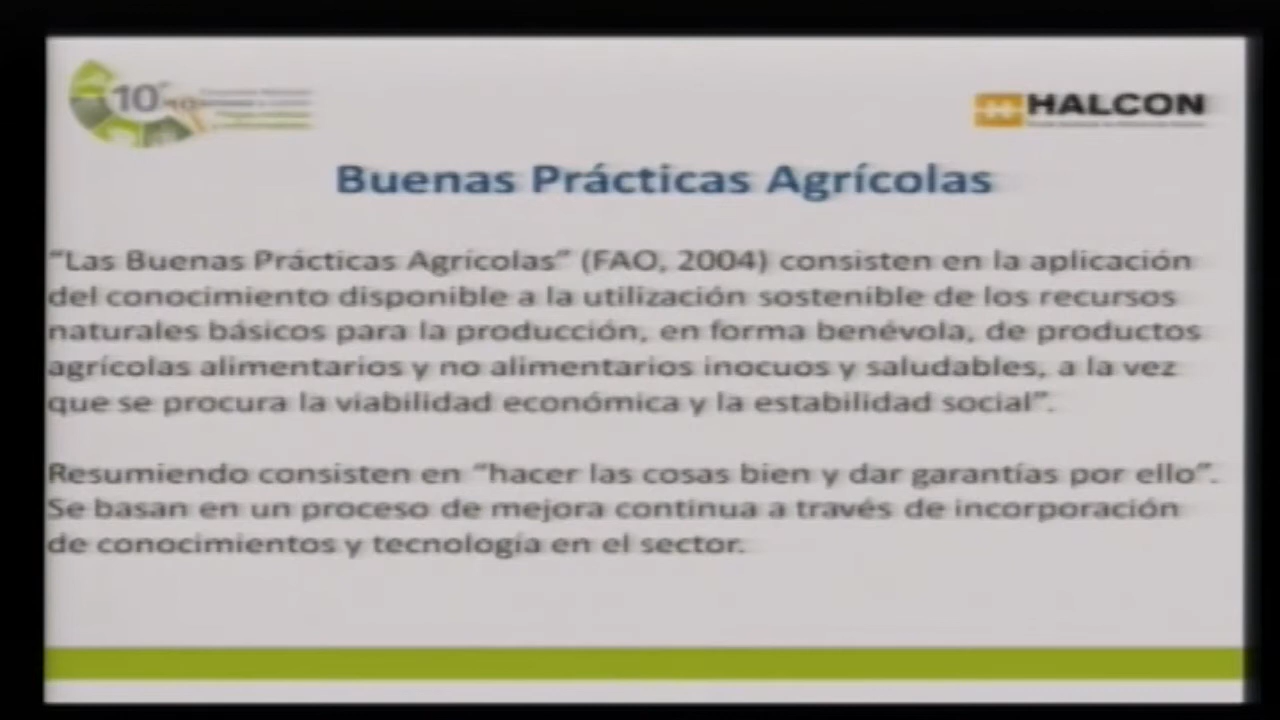 10
HALCON
Buenas Prácticas Agrícolas
“Las Buenas Prácticas Agrícolas” (FAO, 2004) consisten en la aplicación
del conocimiento disponible a la utilización sostenible de los recursos
naturales básicos para la producción, en forma benévola, de productos
agrícolas alimentarios y no alimentarios inocuos y saludables, a la vez
que se procura la viabilidad económica y la estabilidad social”.
Resumiendo consisten en “hacer las cosas bien y dar garantías por ello”.
Se basan en un proceso de mejora continua a través de incorporación
de conocimientos y tecnología en el sector.